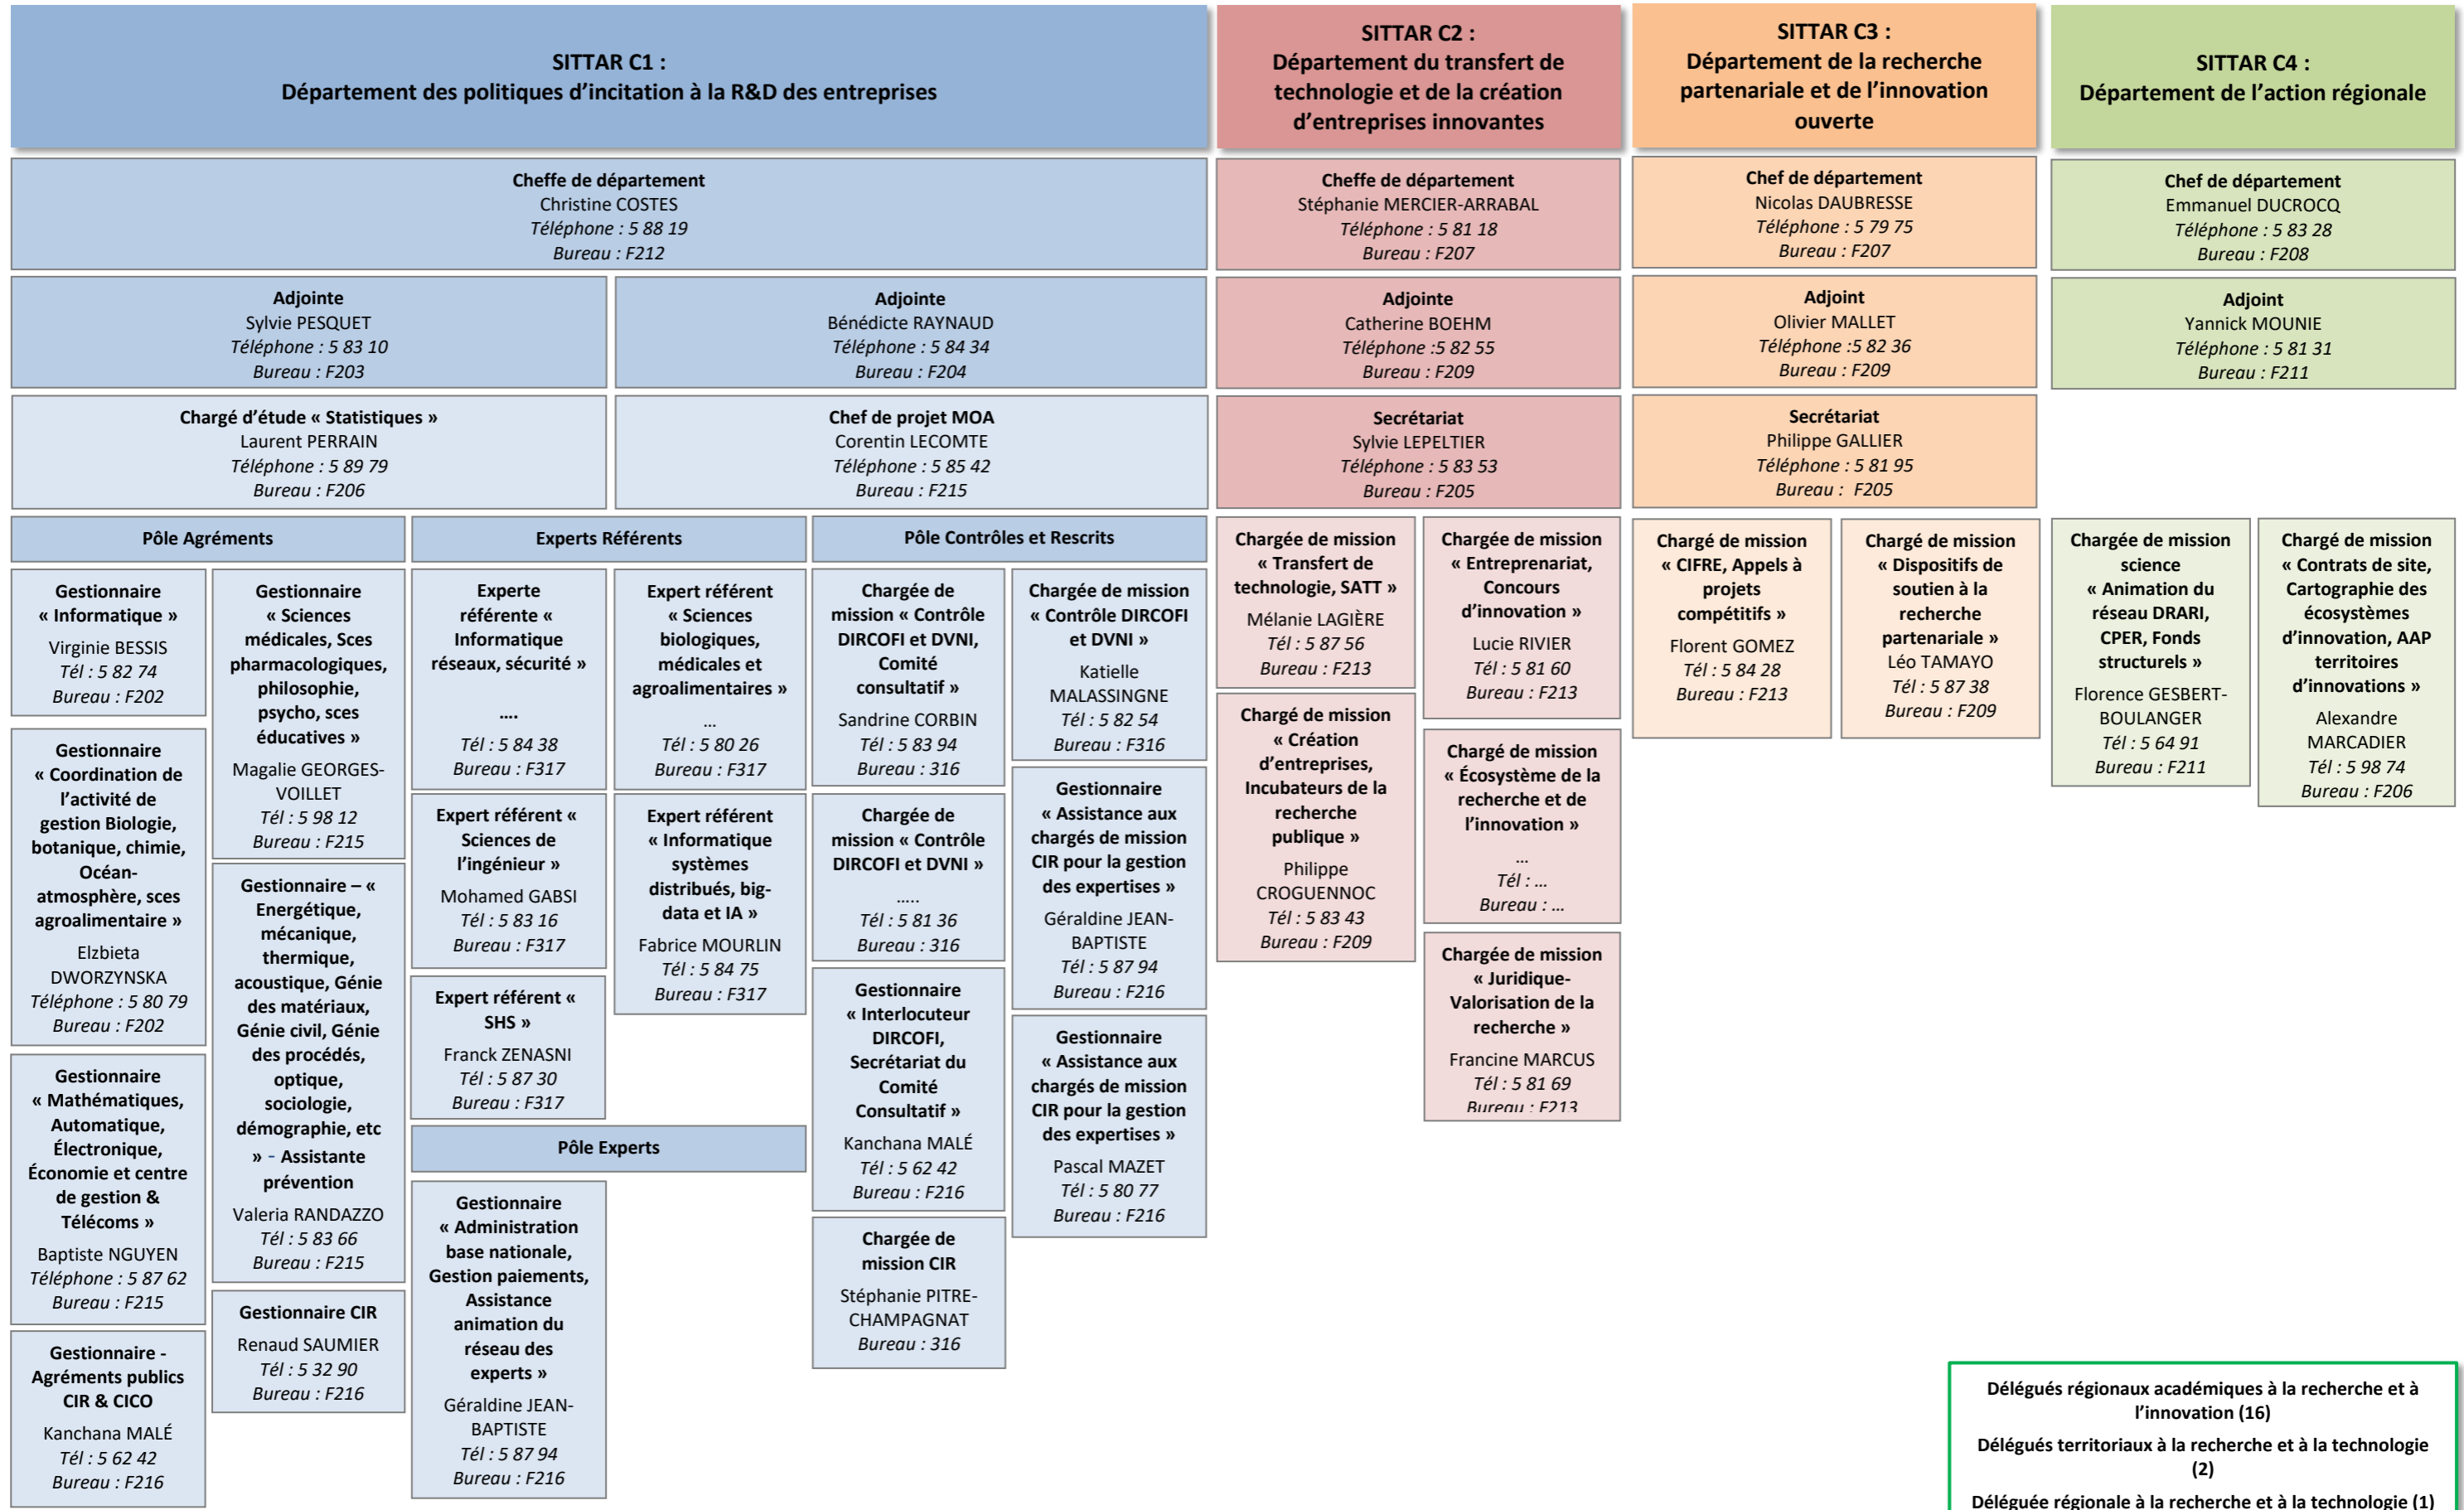 SITTAR C1 :
Département des politiques d’incitation à la R&D des entreprises
Cheffe de département
Christine COSTES
Téléphone : 5 88 19
Bureau : F212
Adjointe
Sylvie PESQUET
Téléphone : 5 83 10
Bureau : F203
Adjointe
Bénédicte RAYNAUD
Téléphone : 5 84 34
Bureau : F204
Chargé d’étude « Statistiques »
Laurent PERRAIN
Téléphone : 5 89 79
Bureau : F206
Chef de projet MOA
Corentin LECOMTE
Téléphone : 5 85 42
Bureau : F215
Pôle Agréments
Gestionnaire
« Informatique »
Virginie BESSIS
Tél : 5 82 74
Bureau : F202
Gestionnaire
« Coordination de
l’activité de
gestion Biologie,
botanique, chimie,
Océan-
atmosphère, sces
agroalimentaire »
Elzbieta
DWORZYNSKA
Téléphone : 5 80 79
Bureau : F202
Gestionnaire
« Mathématiques,
Automatique,
Électronique,
Économie et centre
de gestion &
Télécoms »
Baptiste NGUYEN
Téléphone : 5 87 62
Bureau : F215
Gestionnaire -
Agréments publics
CIR & CICO
Kanchana MALÉ
Tél : 5 62 42
Bureau : F216
Gestionnaire
« Sciences
médicales, Sces
pharmacologiques,
philosophie,
psycho, sces
éducatives »
Magalie GEORGES-
VOILLET
Tél : 5 98 12
Bureau : F215
Gestionnaire – «
Energétique,
mécanique,
thermique,
acoustique, Génie
des matériaux,
Génie civil, Génie
des procédés,
optique,
sociologie,
démographie, etc
» - Assistante
prévention
Valeria RANDAZZO
Tél : 5 83 66
Bureau : F215
Gestionnaire CIR
Renaud SAUMIER
Tél : 5 32 90
Bureau : F216
Experts Référents
Experte
référente «
Informatique
réseaux, sécurité »
....
Tél : 5 84 38
Bureau : F317
Expert référent «
Sciences de
l’ingénieur »
Mohamed GABSI
Tél : 5 83 16
Bureau : F317
Expert référent «
SHS »
Franck ZENASNI
Tél : 5 87 30
Bureau : F317
Expert référent
« Sciences
biologiques,
médicales et
agroalimentaires »
...
Tél : 5 80 26
Bureau : F317
Expert référent
« Informatique
systèmes
distribués, big-
data et IA »
Fabrice MOURLIN
Tél : 5 84 75
Bureau : F317
Pôle Experts
Gestionnaire
« Administration
base nationale,
Gestion paiements,
Assistance
animation du
réseau des
experts »
Géraldine JEAN-
BAPTISTE
Tél : 5 87 94
Bureau : F216
Pôle Contrôles et Rescrits
Chargée de
mission « Contrôle
DIRCOFI et DVNI,
Comité
consultatif »
Sandrine CORBIN
Tél : 5 83 94
Bureau : 316
Chargée de
mission « Contrôle
DIRCOFI et DVNI »
.....
Tél : 5 81 36
Bureau : 316
Gestionnaire
« Interlocuteur
DIRCOFI,
Secrétariat du
Comité
Consultatif »
Kanchana MALÉ
Tél : 5 62 42
Bureau : F216
Chargée de
mission CIR
Stéphanie PITRE-
CHAMPAGNAT
Bureau : 316
Chargée de mission
« Contrôle DIRCOFI
et DVNI »
Katielle
MALASSINGNE
Tél : 5 82 54
Bureau : F316
Gestionnaire
« Assistance aux
chargés de mission
CIR pour la gestion
des expertises »
Géraldine JEAN-
BAPTISTE
Tél : 5 87 94
Bureau : F216
Gestionnaire
« Assistance aux
chargés de mission
CIR pour la gestion
des expertises »
Pascal MAZET
Tél : 5 80 77
Bureau : F216
SITTAR C2 :
Département du transfert de
technologie et de la création
d’entreprises innovantes
Cheffe de département
Stéphanie MERCIER-ARRABAL
Téléphone : 5 81 18
Bureau : F207
Adjointe
Catherine BOEHM
Téléphone :5 82 55
Bureau : F209
Secrétariat
Sylvie LEPELTIER
Téléphone : 5 83 53
Bureau : F205
Chargée de mission
« Transfert de
technologie, SATT »
Mélanie LAGIÈRE
Tél : 5 87 56
Bureau : F213
Chargé de mission
« Création
d’entreprises,
Incubateurs de la
recherche
publique »
Philippe
CROGUENNOC
Tél : 5 83 43
Bureau : F209
Chargée de mission
« Entreprenariat,
Concours
d’innovation »
Lucie RIVIER
Tél : 5 81 60
Bureau : F213
Chargé de mission
« Écosystème de la
recherche et de
l’innovation »
...
Tél : ...
Bureau : ...
Chargée de mission
« Juridique-
Valorisation de la
recherche »
Francine MARCUS
Tél : 5 81 69
Bureau : F213
SITTAR C3 :
Département de la recherche
partenariale et de l’innovation
ouverte
Chef de département
Nicolas DAUBRESSE
Téléphone : 5 79 75
Bureau : F207
Adjoint
Olivier MALLET
Téléphone :5 82 36
Bureau : F209
Secrétariat
Philippe GALLIER
Téléphone : 5 81 95
Bureau : F205
Chargé de mission
« CIFRE, Appels à
projets
compétitifs »
Florent GOMEZ
Tél : 5 84 28
Bureau : F213
Chargé de mission
« Dispositifs de
soutien à la
recherche
partenariale »
Léo TAMAYO
Tél : 5 87 38
Bureau : F209
SITTAR C4 :
Département de l’action régionale
Chef de département
Emmanuel DUCROCQ
Téléphone : 5 83 28
Bureau : F208
Adjoint
Yannick MOUNIE
Téléphone : 5 81 31
Bureau : F211
Chargée de mission
science
« Animation du
réseau DRARI,
CPER, Fonds
structurels »
Florence GESBERT-
BOULANGER
Tél : 5 64 91
Bureau : F211
Chargé de mission
« Contrats de site,
Cartographie des
écosystèmes
d’innovation, AAP
territoires
d’innovations »
Alexandre
MARCADIER
Tél : 5 98 74
Bureau : F206
Délégués régionaux académiques à la recherche et à
l’innovation (16)
Délégués territoriaux à la recherche et à la technologie
(2)
Déléguée régionale à la recherche et à la technologie (1)